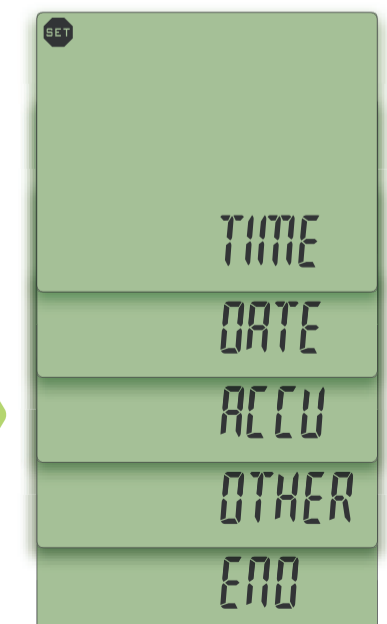 SET
TIME
DATE
ACCU
OTHER
END